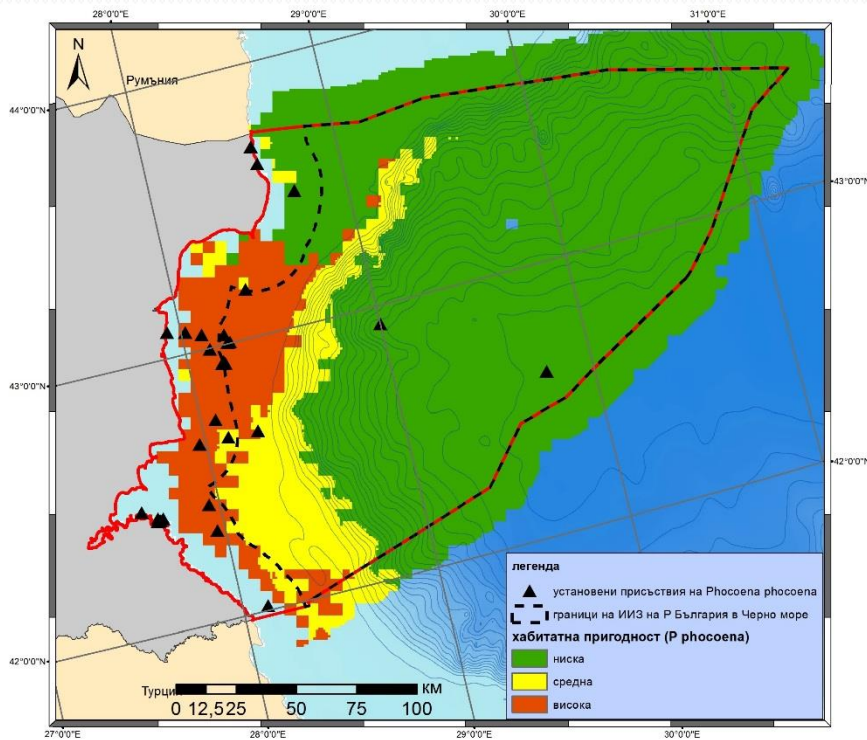 28°0'0"E 29°0'0"E 30°0'0"E 31°0'0"E
N
Румъния
44°0'0"N
43°0'0"N
43°0'0"N
42°0'0"N
42°0'0"N
Турция
КМ
0 12,5 25 50 75 100
легенда
установени присъствия на Phocoena phocoena
граници на ИИЗ на Р България в Черно море
хабитатна пригодност (P phocoena)
ниска
средна
висока
27°0'0"E 28°0'0"E 29°0'0"E 30°0'0"E